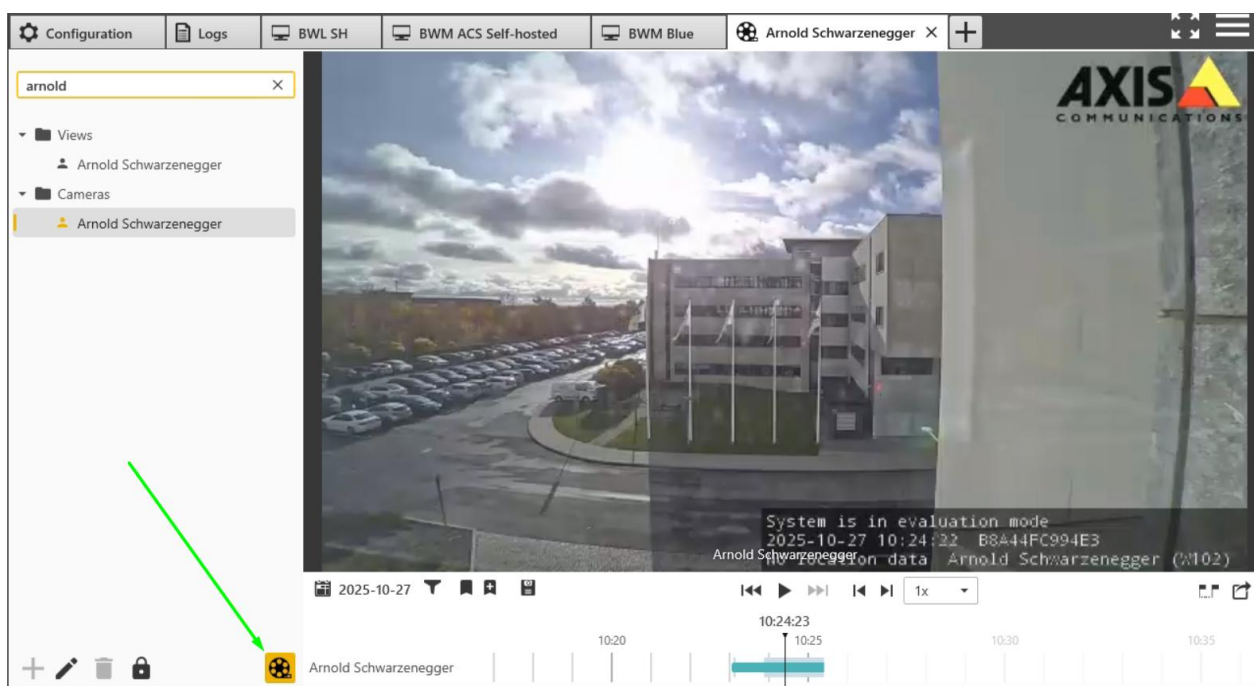 Configuration
Logs
BWL SH
BWM ACS Self-hosted
BWM Blue
Arnold Schwarzenegger
arnold
Views
Arnold Schwarzenegger
Cameras
Arnold Schwarzenegger
AXIS
COMMUNICATIONS
System is in evaluation mode
2025-10-27 10:24:22 B8A44FC994E3
No location data Arnold Schwarzenegger (W102)
Arnold Schwarzenegger
2025-10-27
1x
10:24:23
10:20 10:25 10:30 10:35
Arnold Schwarzenegger